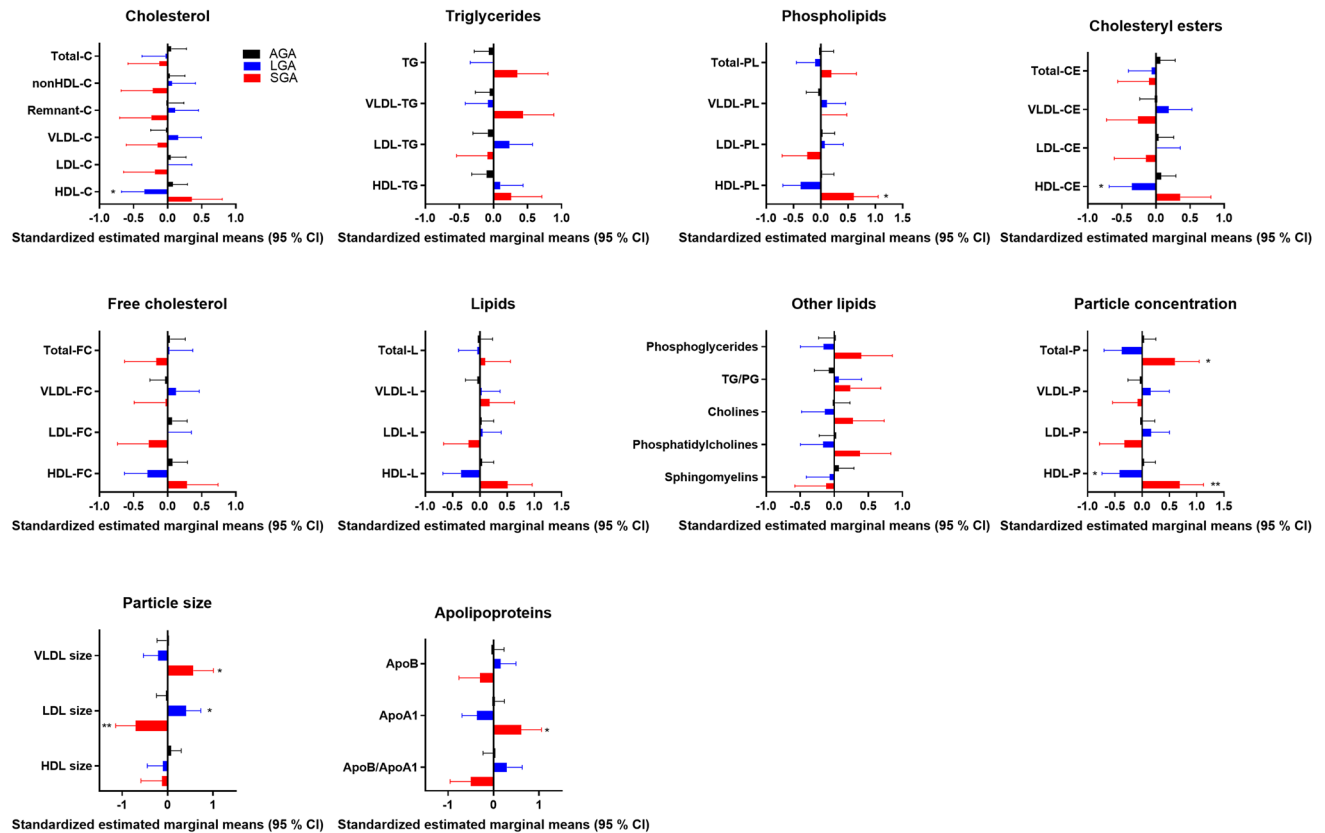 Cholesterol
Total-C
nonHDL-C
Remnant-C
VLDL-C
LDL-C
HDL-C
*
AGA
LGA
SGA
-1.0 -0.5 0.0 0.5 1.0
Standardized estimated marginal means (95 % CI)
Triglycerides
TG
VLDL-TG
LDL-TG
HDL-TG
-1.0 -0.5 0.0 0.5 1.0
Standardized estimated marginal means (95 % CI)
Phospholipids
Total-PL
VLDL-PL
LDL-PL
HDL-PL
*
-1.0 -0.5 0.0 0.5 1.0 1.5
Standardized estimated marginal means (95 % CI)
Cholesteryl esters
Total-CE
VLDL-CE
LDL-CE
HDL-CE
*
-1.0 -0.5 0.0 0.5 1.0
Standardized estimated marginal means (95 % CI)
Free cholesterol
Total-FC
VLDL-FC
LDL-FC
HDL-FC
-1.0 -0.5 0.0 0.5 1.0
Standardized estimated marginal means (95 % CI)
Lipids
Total-L
VLDL-L
LDL-L
HDL-L
-1.0 -0.5 0.0 0.5 1.0 1.5
Standardized estimated marginal means (95 % CI)
Other lipids
Phosphoglycerides
TG/PG
Cholines
Phosphatidylcholines
Sphingomyelins
-1.0 -0.5 0.0 0.5 1.0
Standardized estimated marginal means (95 % CI)
Particle concentration
Total-P
*
VLDL-P
LDL-P
HDL-P *
**
-1.0 -0.5 0.0 0.5 1.0 1.5
Standardized estimated marginal means (95 % CI)
Particle size
VLDL size
*
LDL size *
**
HDL size
-1 0 1
Standardized estimated marginal means (95 % CI)
Apolipoproteins
ApoB
ApoA1
*
ApoB/ApoA1
-1 0 1
Standardized estimated marginal means (95 % CI)